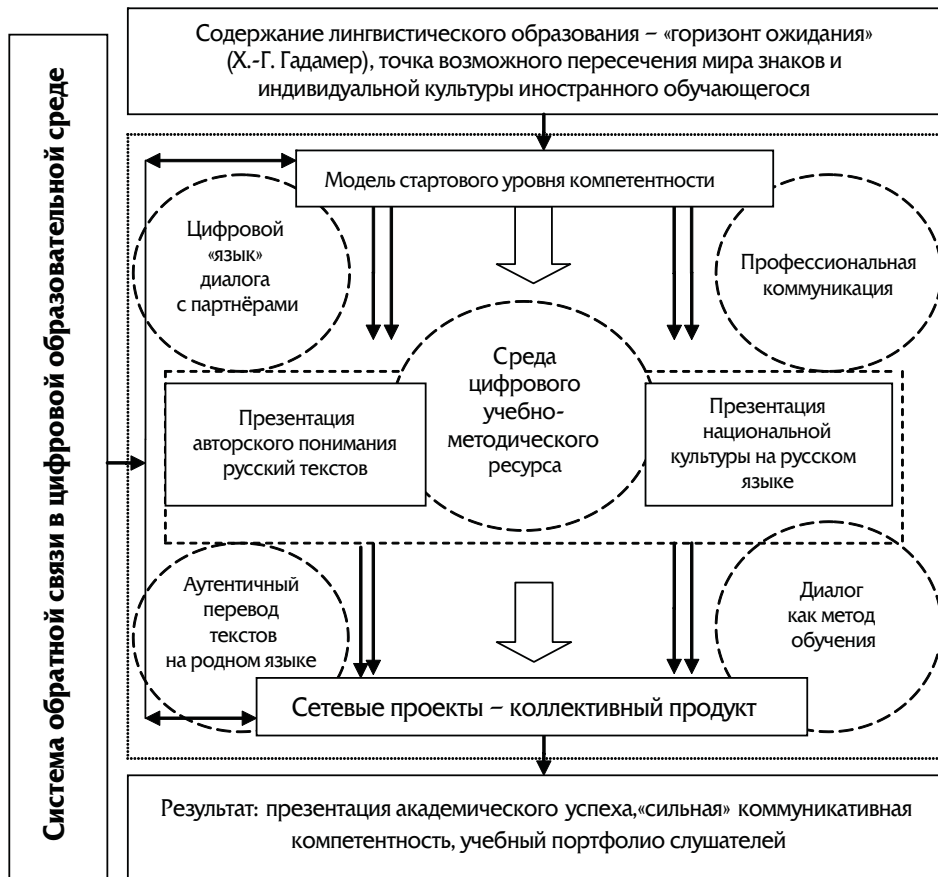 Система обратной связи в цифровой образовательной среде
Содержание лингвистического образования – «горизонт ожидания»
(Х.-Г. Гадамер), точка возможного пересечения мира знаков и
индивидуальной культуры иностранного обучающегося
Модель стартового уровня компетентности
Цифровой
«язык»
диалога
с партнёрами
Профессиональная
коммуникация
Среда
цифрового
учебно-
методического
ресурса
Презентация
авторского понимания
русский текстов
Презентация
национальной
культуры на русском
языке
Аутентичный
перевод
текстов
на родном языке
Диалог
как метод
обучения
Сетевые проекты – коллективный продукт
Результат: презентация академического успеха,«сильная» коммуникативная
компетентность, учебный портфолио слушателей